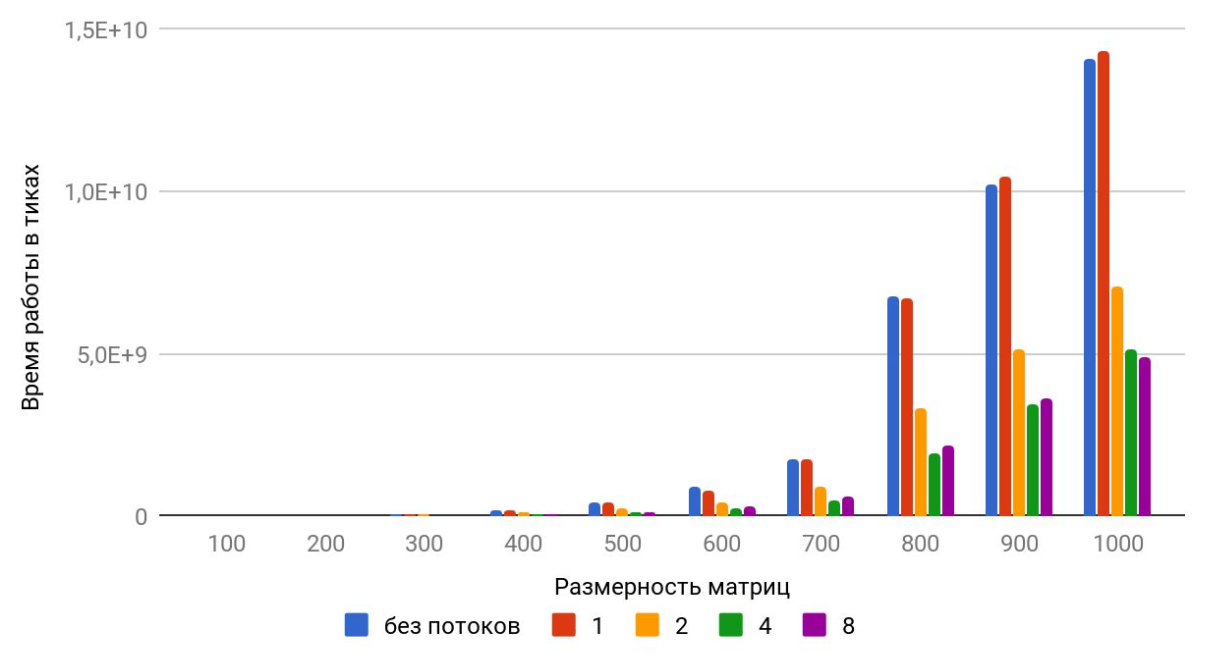 1,5E+10
1,0E+10
5,0E+9
0
Время работы в тиках
100 200 300 400 500 600 700 800 900 1000
Размерность матриц
без потоков 1 2 4 8